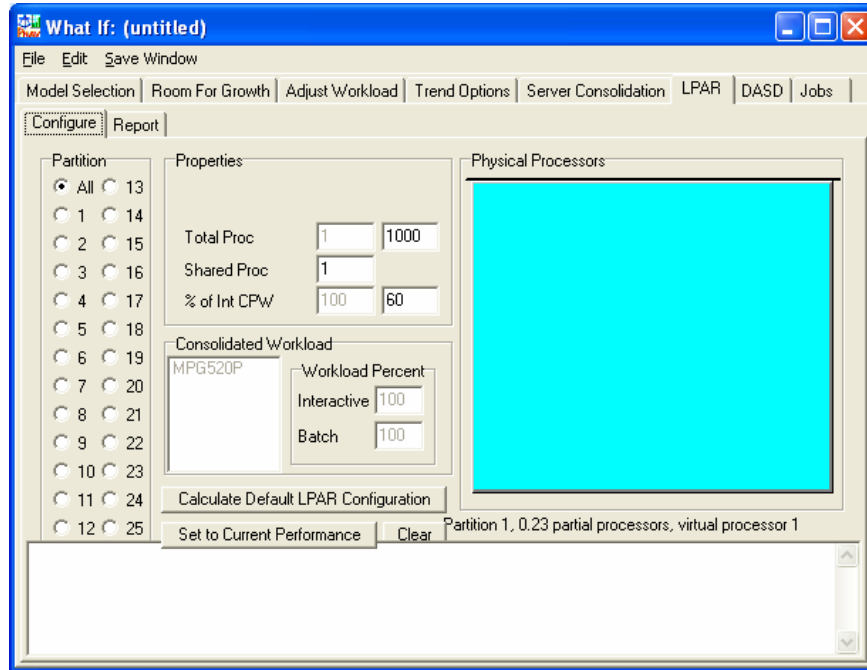 What If: (untitled)
File Edit Save Window
Model Selection Room For Growth Adjust Workload Trend Options Server Consolidation LPAR DASD Jobs
Configure Report
Partition
All 13
1 14
2 15
3 16
4 17
5 18
6 19
7 20
8 21
9 22
10 23
11 24
12 25
Properties
Total Proc 1 1000
Shared Proc 1
% of Int CPW 100 60
Consolidated Workload
MPG520P
Workload Percent
Interactive 100
Batch 100
Calculate Default LPAR Configuration
Set to Current Performance Clear
Physical Processors
Partition 1, 0.23 partial processors, virtual processor 1